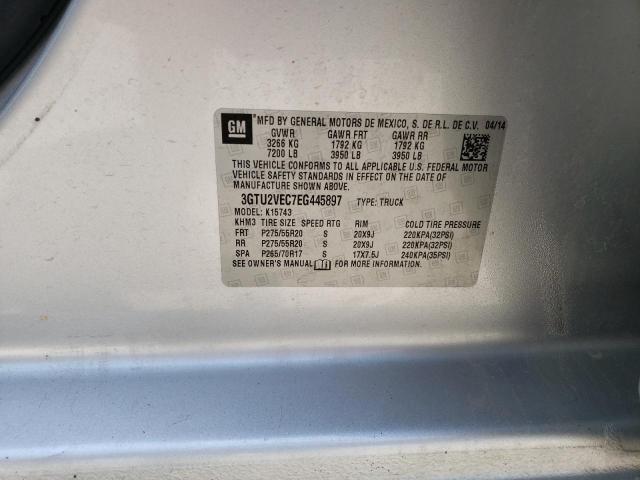 GM
MFD BY GENERAL MOTORS DE MEXICO, S. DE R.L. DE C.V. 04/14
GVWR GAWR FRT GAWR RR
3266 KG 1792 KG 1792 KG
7200 LB 3950 LB 3950 LB
THIS VEHICLE CONFORMS TO ALL APPLICABLE U.S. FEDERAL MOTOR
VEHICLE SAFETY STANDARDS IN EFFECT ON THE DATE OF
MANUFACTURE SHOWN ABOVE.
3GTU2VEC7EG445897 TYPE: TRUCK
MODEL: K15743
KHM3 TIRE SIZE SPEED RTG RIM COLD TIRE PRESSURE
FRT P275/55R20 S 20X9J 220KPA(32PSI)
RR P275/55R20 S 20X9J 220KPA(32PSI)
SPA P265/70R17 S 17X7.5J 240KPA(35PSI)
SEE OWNER'S MANUAL FOR MORE INFORMATION.